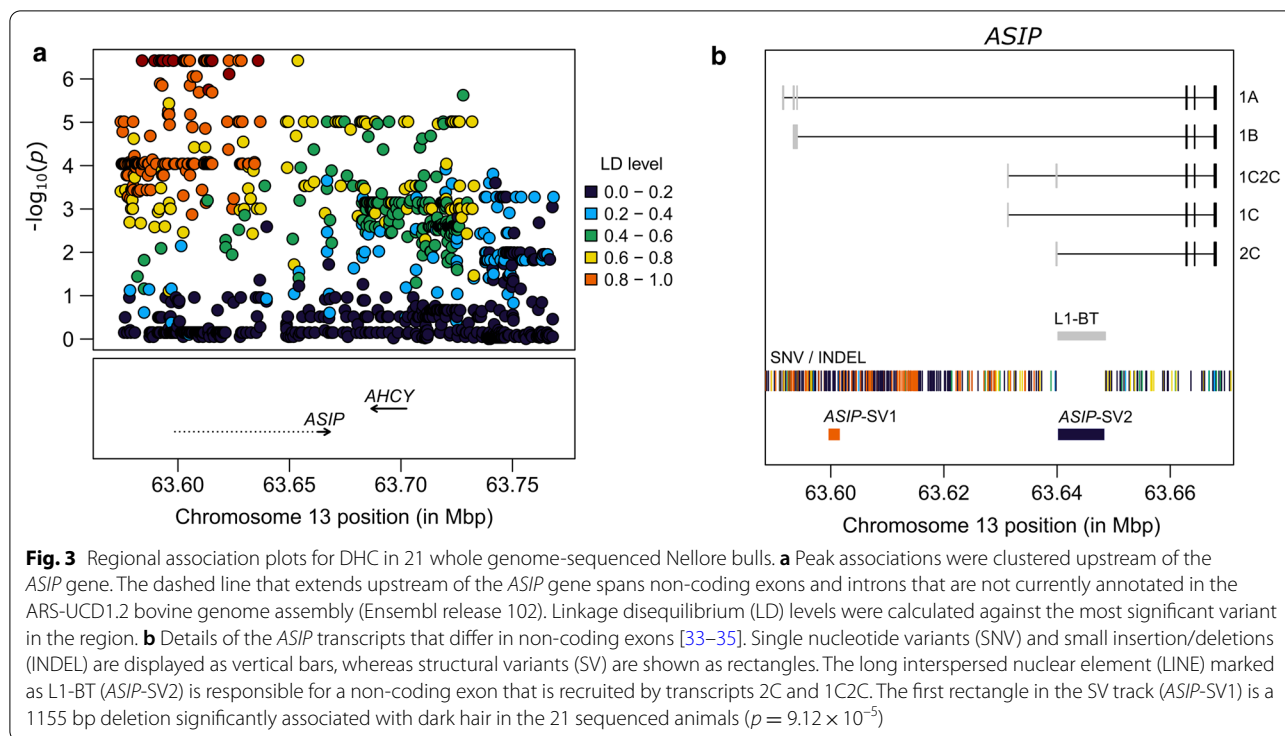 a
-log10(p)
6
5
4
3
2
1
0
LD level
0.0 − 0.2
0.2 − 0.4
0.4 − 0.6
0.6 − 0.8
0.8 − 1.0
AHCY
ASIP
63.60 63.65 63.70 63.75
Chromosome 13 position (in Mbp)
b
ASIP
1A
1B
1C2C
1C
2C
L1-BT
SNV / INDEL
ASIP-SV1
ASIP-SV2
63.60 63.62 63.64 63.66
Chromosome 13 position (in Mbp)
Fig. 3 Regional association plots for DHC in 21 whole genome-sequenced Nellore bulls. a Peak associations were clustered upstream of the
ASIP gene. The dashed line that extends upstream of the ASIP gene spans non-coding exons and introns that are not currently annotated in the
ARS-UCD1.2 bovine genome assembly (Ensembl release 102). Linkage disequilibrium (LD) levels were calculated against the most significant variant
in the region. b Details of the ASIP transcripts that differ in non-coding exons [33–35]. Single nucleotide variants (SNV) and small insertion/deletions
(INDEL) are displayed as vertical bars, whereas structural variants (SV) are shown as rectangles. The long interspersed nuclear element (LINE) marked
as L1-BT (ASIP-SV2) is responsible for a non-coding exon that is recruited by transcripts 2C and 1C2C. The first rectangle in the SV track (ASIP-SV1) is a
1155 bp deletion significantly associated with dark hair in the 21 sequenced animals (p = 9.12 × 10⁻⁵)